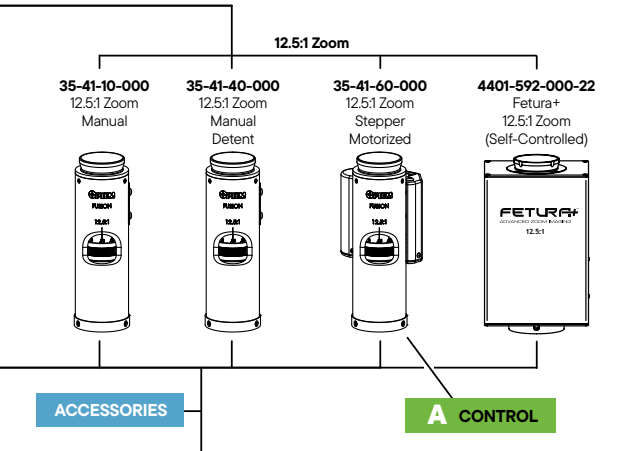 12.5:1 Zoom
35-41-10-000
12.5:1 Zoom
Manual
35-41-40-000
12.5:1 Zoom
Manual
Detent
35-41-60-000
12.5:1 Zoom
Stepper
Motorized
4401-592-000-22
Fetura+
12.5:1 Zoom
(Self-Controlled)
FUSION
12.5:1
FUSION
12.5:1
FUSION
12.5:1
FETURA+
ADVANCED ZOOM IMAGING
12.5:1
ACCESSORIES
A CONTROL